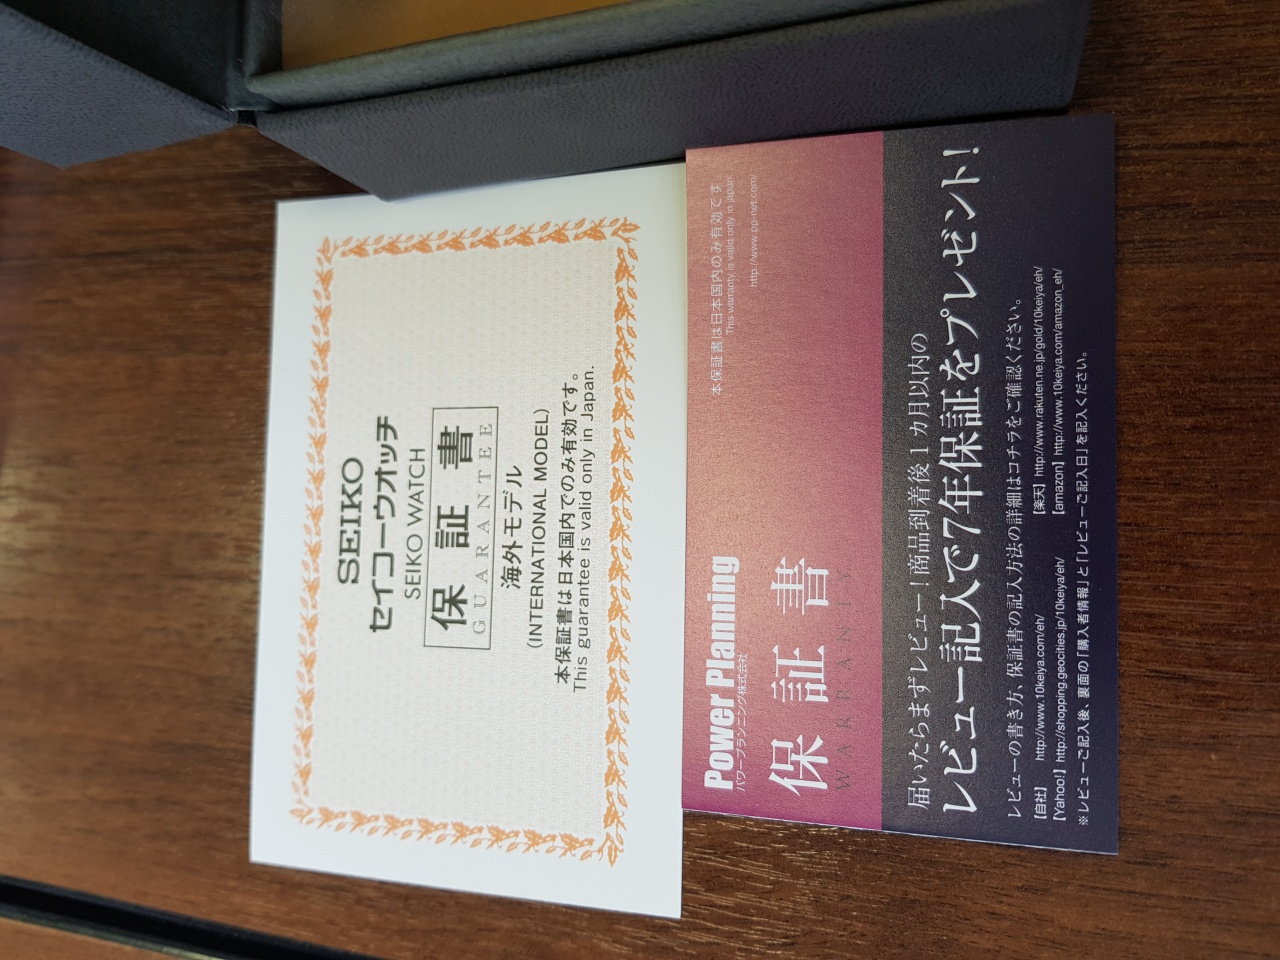 SEIKO
セイコーウオッチ
SEIKO WATCH
保証書
GUARANTEE
海外モデル
(INTERNATIONAL MODEL)
本保証書は日本国内でのみ有効です。
This guarantee is valid only in Japan.
Power Planning
パワープランニング株式会社
保証書
WARRANTY
本保証書は日本国内のみ有効です
This warranty is valid only in japan
http://www.pp-net.com/
届いたらまずレビュー!商品到着後1カ月以内の
レビュー記入で7年保証をプレゼント!
レビューの書き方、保証書の記入方法の詳細はコチラをご確認ください。
【自社】 http://www.10keiya.com/eh/ 【楽天】http://www.rakuten.ne.jp/gold/10keiya/eh/
【Yahoo!】http://shopping.geocities.jp/10keiya/eh/ 【amazon】http://www.10keiya.com/amazon_eh/
※レビューご記入後、裏面の「購入者情報」と「レビューご記入日」を記入ください。